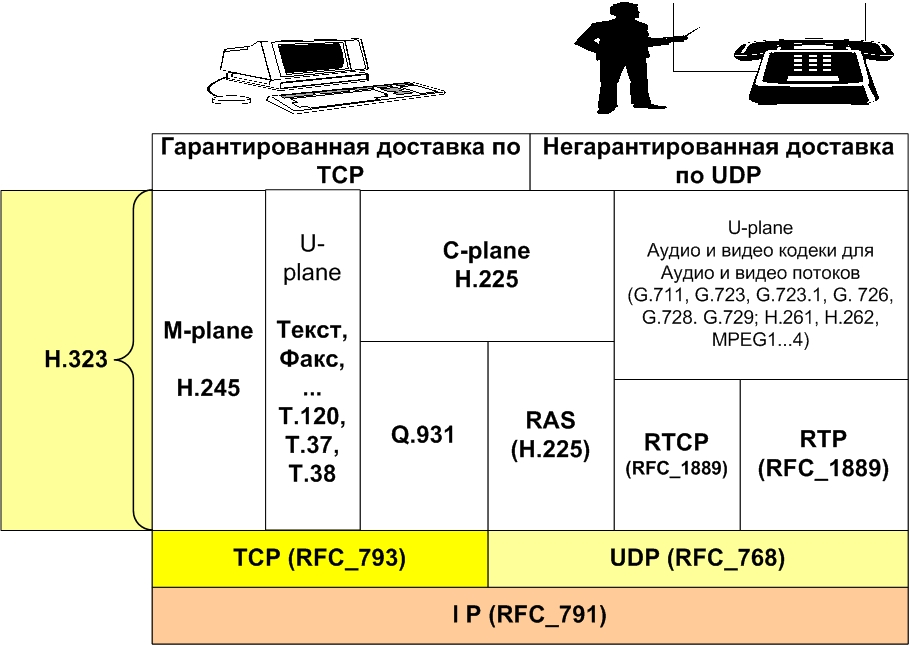 Гарантированная доставка по
TCP
Негарантированная доставка
по UDP
H.323
M-plane
H.245
U-
plane
Текст,
Факс,
...
T.120,
T.37,
T.38
C-plane
H.225
Q.931
RAS
(H.225)
U-plane
Аудио и видео кодеки для
Аудио и видео потоков
(G.711, G.723, G.723.1, G. 726,
G.728. G.729; H.261, H.262,
MPEG1...4)
RTCP
(RFC_1889)
RTP
(RFC_1889)
TCP (RFC_793)
UDP (RFC_768)
I P (RFC_791)